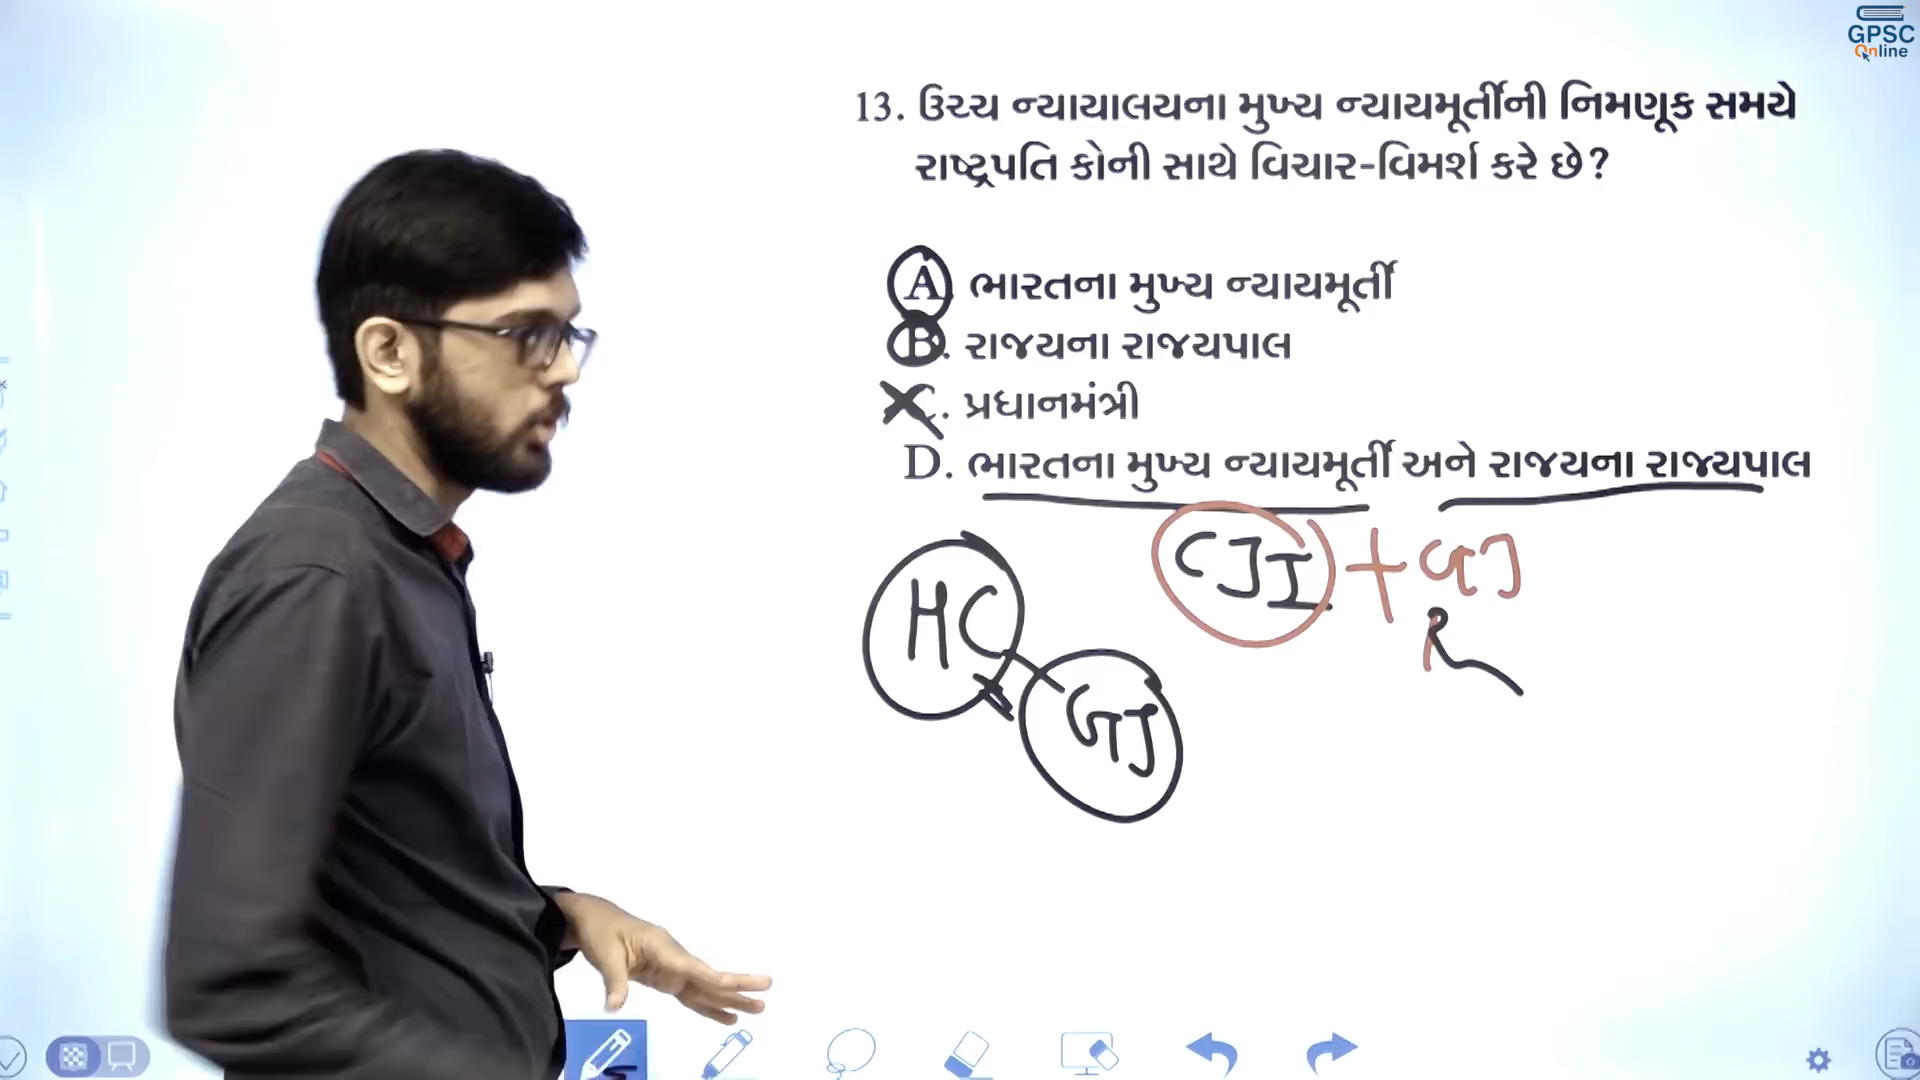 GPSC
Online
13. ઉચ્ચ ન્યાયાલયના મુખ્ય ન્યાયમૂર્તીની નિમણૂક સમયે
રાષ્ટ્રપતિ કોની સાથે વિચાર-વિમર્શ કરે છે?
A ભારતના મુખ્ય ન્યાયમૂર્તી
B. રાજયના રાજયપાલ
C. પ્રધાનમંત્રી
D. ભારતના મુખ્ય ન્યાયમૂર્તી અને રાજયના રાજ્યપાલ
CJI + GJ
HC
GJ